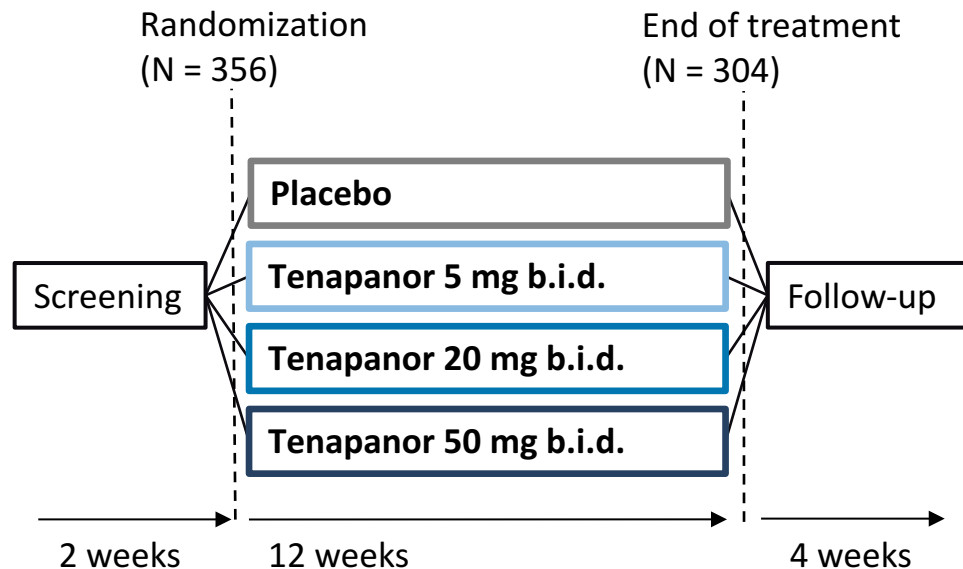 Randomization
(N = 356)
End of treatment
(N = 304)
Placebo
Tenapanor 5 mg b.i.d.
Screening
Follow-up
Tenapanor 20 mg b.i.d.
Tenapanor 50 mg b.i.d.
2 weeks
12 weeks
4 weeks